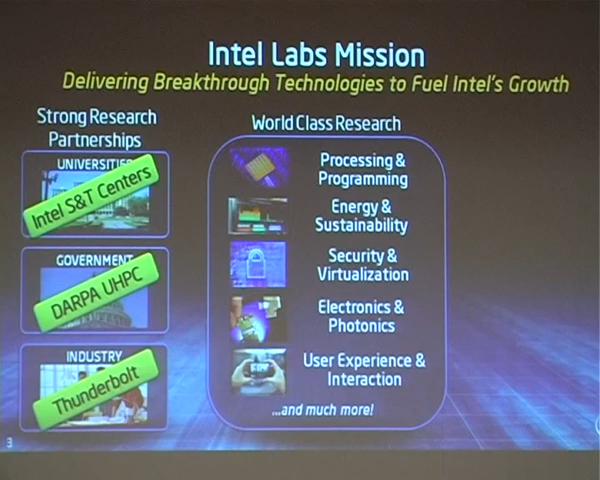 Intel Labs Mission
Delivering Breakthrough Technologies to Fuel Intel's Growth
Strong Research
Partnerships
UNIVERSITIES
Intel S&T Centers
GOVERNMENT
DARPA UHPC
INDUSTRY
Thunderbolt
World Class Research
Processing &
Programming
Energy &
Sustainability
Security &
Virtualization
Electronics &
Photonics
User Experience &
Interaction
...and much more!
3